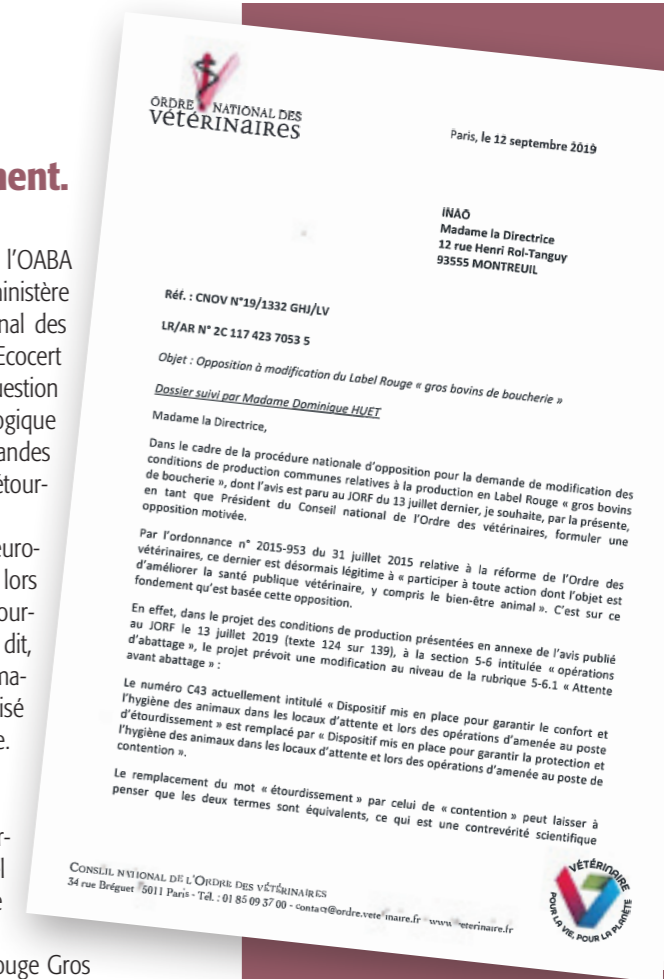 nent.
l'OABA
ninistère
nal des
Ecocert
uestion
ogique
andes
étour-
euro-
lors
our-
dit,
ma-
isé
e.
r-
l
e
ouge Gros
ORDRE NATIONAL DES
VÉTÉRINAIRES
Paris, le 12 septembre 2019
INAO
Madame la Directrice
12 rue Henri Rol-Tanguy
93555 MONTREUIL
Réf. : CNOV N°19/1332 GHJ/LV
LR/AR N° 2C 117 423 7053 5
Objet : Opposition à modification du Label Rouge « gros bovins de boucherie »
Dossier suivi par Madame Dominique HUET
Madame la Directrice,
Dans le cadre de la procédure nationale d'opposition pour la demande de modification des
conditions de production communes relatives à la production en Label Rouge « gros bovins
de boucherie », dont l'avis est paru au JORF du 13 juillet dernier, je souhaite, par la présente,
en tant que Président du Conseil national de l'Ordre des vétérinaires, formuler une
opposition motivée.
Par l'ordonnance n° 2015-953 du 31 juillet 2015 relative à la réforme de l'Ordre des
vétérinaires, ce dernier est désormais légitime à « participer à toute action dont l'objet est
d'améliorer la santé publique vétérinaire, y compris le bien-être animal ». C'est sur ce
fondement qu'est basée cette opposition.
En effet, dans le projet des conditions de production présentées en annexe de l'avis publié
au JORF le 13 juillet 2019 (texte 124 sur 139), à la section 5-6 intitulée « opérations
d'abattage », le projet prévoit une modification au niveau de la rubrique 5-6.1 « Attente
avant abattage » :
Le numéro C43 actuellement intitulé « Dispositif mis en place pour garantir le confort et
l'hygiène des animaux dans les locaux d'attente et lors des opérations d'amenée au poste
d'étourdissement » est remplacé par « Dispositif mis en place pour garantir la protection et
l'hygiène des animaux dans les locaux d'attente et lors des opérations d'amenée au poste de
contention ».
Le remplacement du mot « étourdissement » par celui de « contention » peut laisser à
penser que les deux termes sont équivalents, ce qui est une contrevérité scientifique
CONSEIL NATIONAL DE L'ORDRE DES VÉTÉRINAIRES
34 rue Bréguet 5011 Paris - Tél. : 01 85 09 37 00 - contact@ordre.vete maire.fr - www eterinaire.fr
VÉTÉRINAIRE
POUR LA VIE, POUR LA PLANÈTE